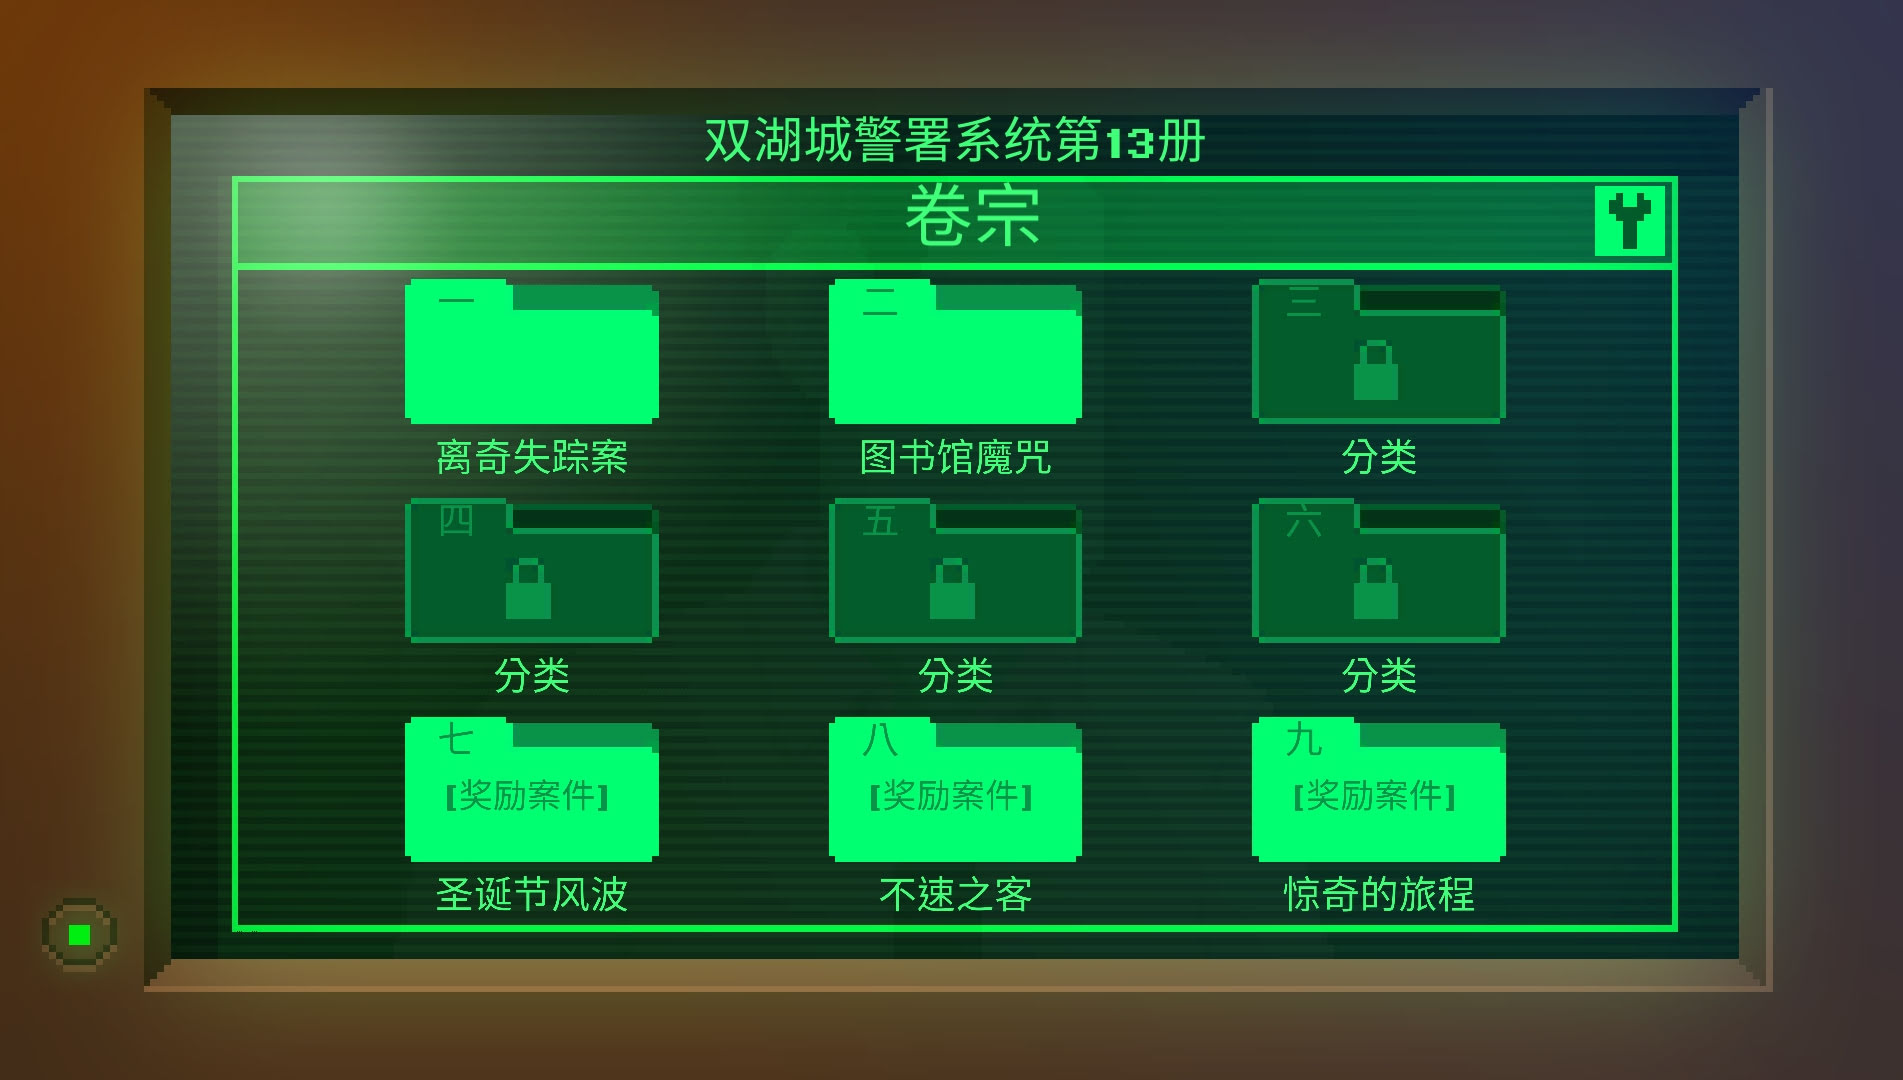 双湖城警署系统第13册
卷宗
一
二
三
离奇失踪案
图书馆魔咒
分类
四
五
六
分类
分类
分类
七
八
九
[奖励案件]
[奖励案件]
[奖励案件]
圣诞节风波
不速之客
惊奇的旅程